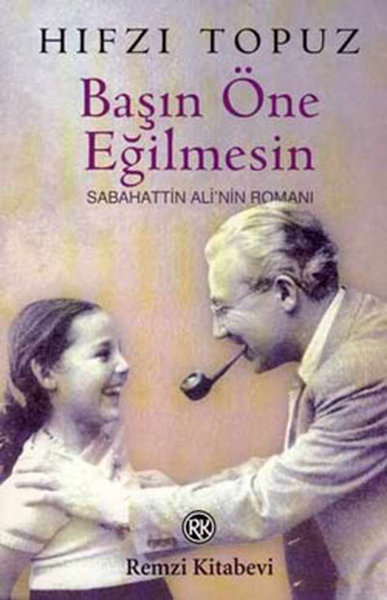 HIFZI TOPUZ
Başın Öne
Eğilmesin
SABAHATTİN ALİ'NİN ROMANI
RK
Remzi Kitabevi